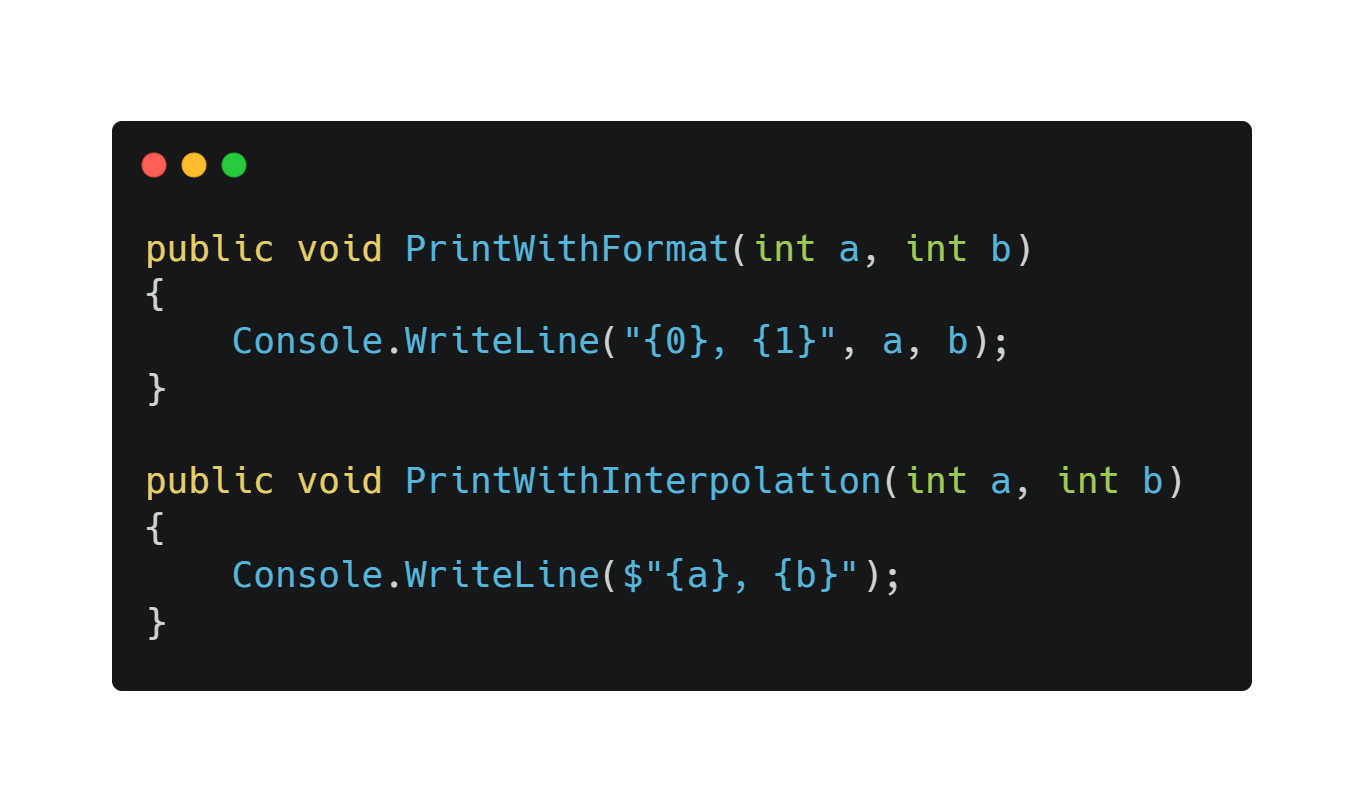 public void PrintWithFormat(int a, int b)
{
    Console.WriteLine("{0}, {1}", a, b);
}

public void PrintWithInterpolation(int a, int b)
{
    Console.WriteLine($"{a}, {b}");
}